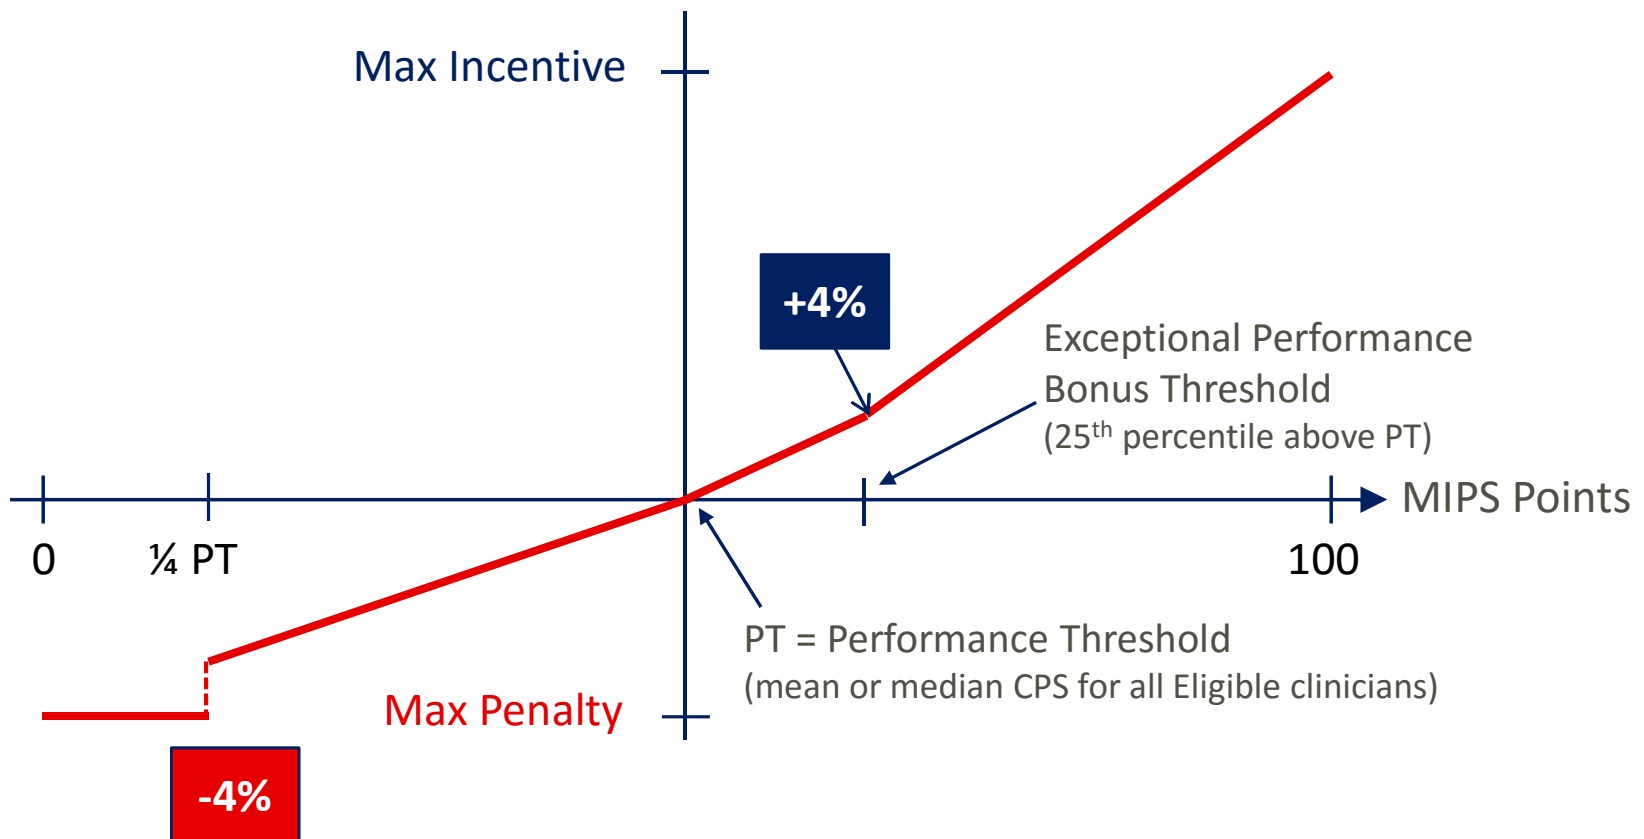 Max Incentive
+4%
Exceptional Performance
Bonus Threshold
(25th percentile above PT)
MIPS Points
0
¼ PT
100
PT = Performance Threshold
(mean or median CPS for all Eligible clinicians)
Max Penalty
-4%